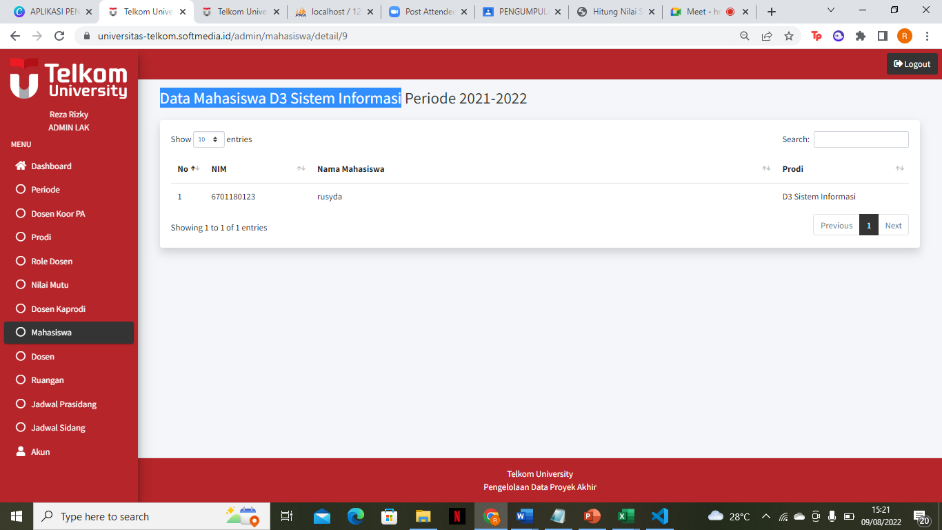 APLIKASI PEN
Telkom Unive
Telkom Unive
localhost / 12
Post Attendee
PENGUMPUL
Hitung Nilai S
Meet - h
universitas-telkom.softmedia.id/admin/mahasiswa/detail/9
Telkom
University
Logout
Reza Rizky
ADMIN LAK
MENU
Dashboard
Periode
Dosen Koor PA
Prodi
Role Dosen
Nilai Mutu
Dosen Kaprodi
Mahasiswa
Dosen
Ruangan
Jadwal Prasidang
Jadwal Sidang
Akun
Data Mahasiswa D3 Sistem Informasi Periode 2021-2022
Show 10 entries Search:
No NIM Nama Mahasiswa Prodi
1 6701180123 rusyda D3 Sistem Informasi
Showing 1 to 1 of 1 entries Previous 1 Next
Telkom University
Pengelolaan Data Proyek Akhir
Type here to search
28°C
15:21
09/08/2022
20